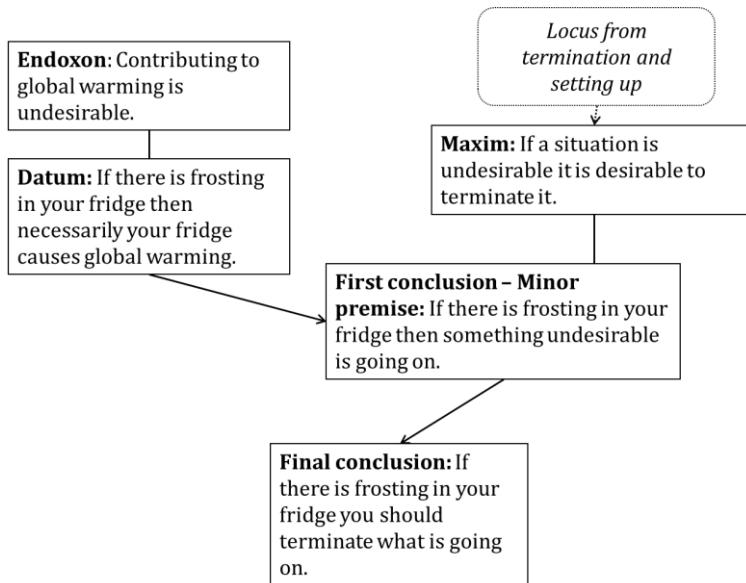 Endoxon: Contributing to
global warming is
undesirable.
Datum: If there is frosting
in your fridge then
necessarily your fridge
causes global warming.
Locus from
termination and
setting up
Maxim: If a situation is
undesirable it is desirable to
terminate it.
First conclusion – Minor
premise: If there is frosting in your
fridge then something undesirable
is going on.
Final conclusion: If
there is frosting in your
fridge you should
terminate what is going
on.